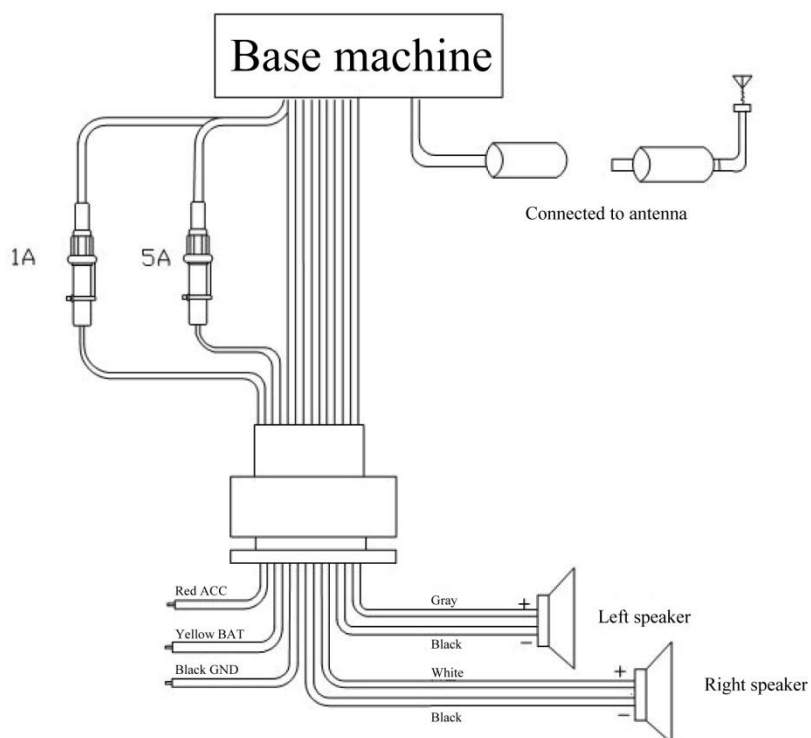 Base machine
Connected to antenna
1A
5A
Red ACC
Yellow BAT
Black GND
Gray
+
Left speaker
Black
−
White
+
Right speaker
Black
−